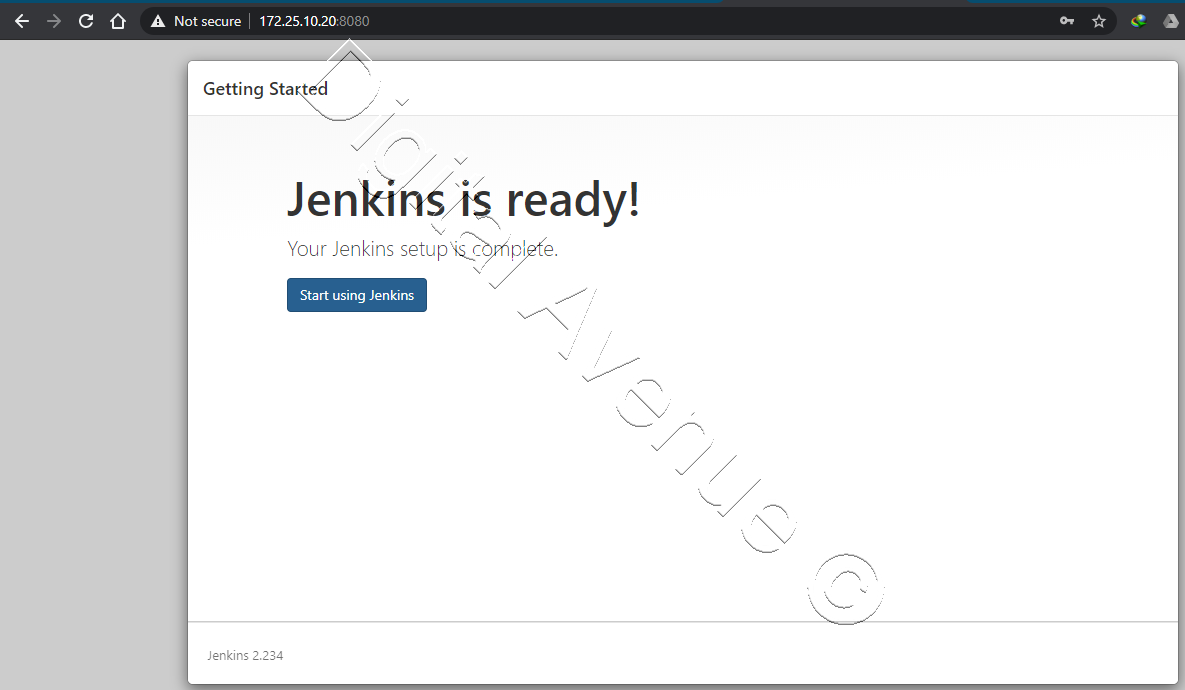 Not secure | 172.25.10.20:8080
Getting Started
Jenkins is ready!
Your Jenkins setup is complete.
Start using Jenkins
Digital Avenue ©
Jenkins 2.234